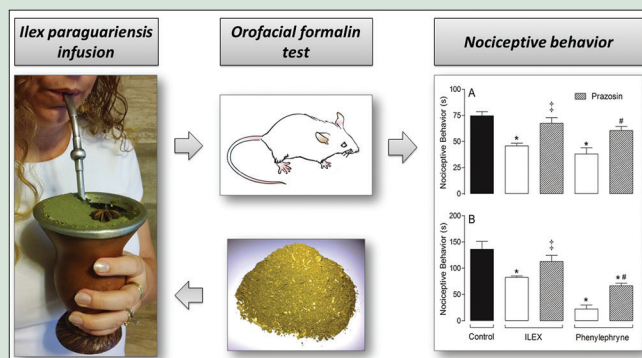 Ilex paraguariensis
infusion
Orofacial formalin
test
Nociceptive behavior
A
Prazosin
Nociceptive Behavior (s)
100
75
50
25
0
*
‡
*
#
B
Nociceptive Behavior (s)
200
150
100
50
0
*
‡
*
*#
Control
ILEX
Phenylephryne